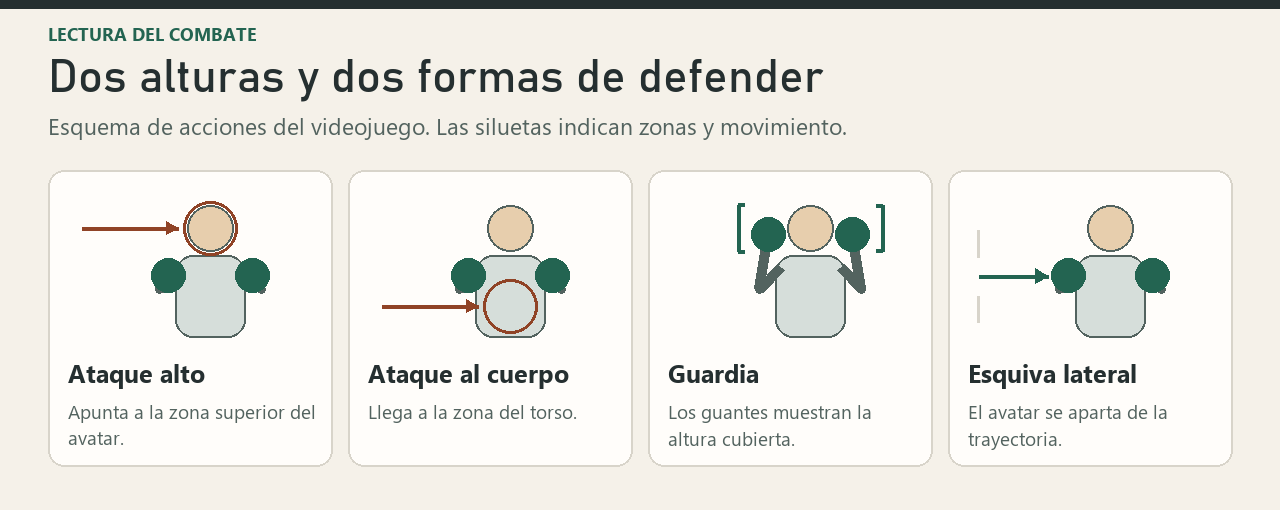 LECTURA DEL COMBATE
Dos alturas y dos formas de defender
Esquema de acciones del videojuego. Las siluetas indican zonas y movimiento.
Ataque alto
Apunta a la zona superior del
avatar.
Ataque al cuerpo
Llega a la zona del torso.
Guardia
Los guantes muestran la
altura cubierta.
Esquiva lateral
El avatar se aparta de la
trayectoria.